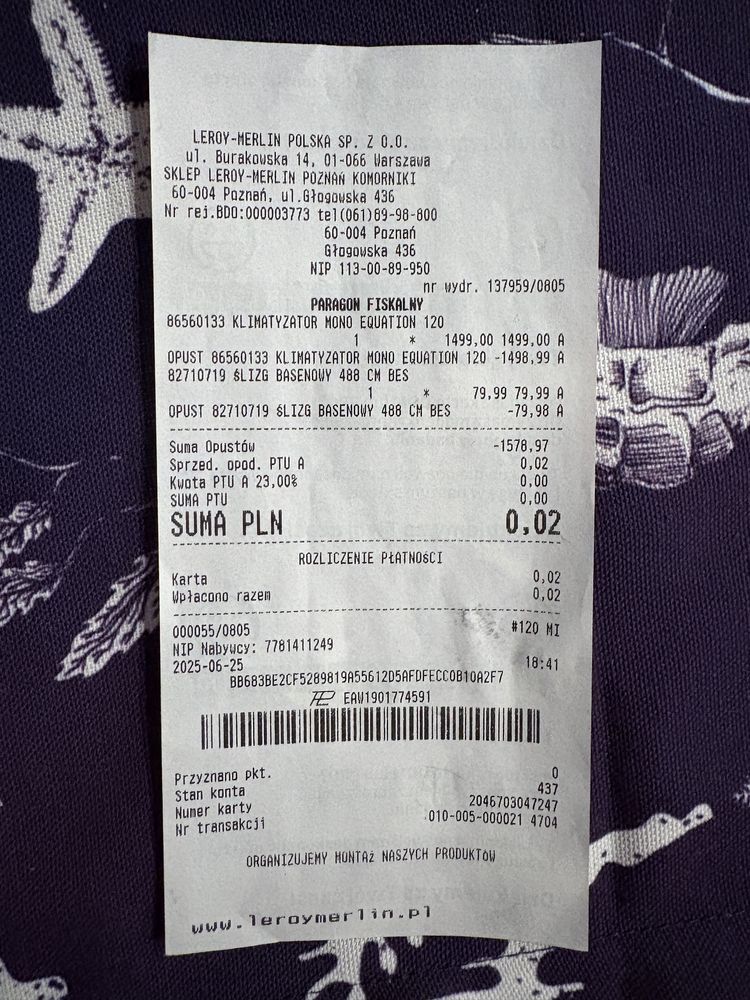 LEROY-MERLIN POLSKA SP. Z O.O.
ul. Burakowska 14, 01-066 Warszawa
SKLEP LEROY-MERLIN POZNAŃ KOMORNIKI
60-004 Poznań, ul.Głogowska 436
Nr rej.BDO:000003773 tel(061)89-98-800
60-004 Poznań
Głogowska 436
NIP 113-00-89-950
nr wydr. 137959/0805
PARAGON FISKALNY
86560133 KLIMATYZATOR MONO EQUATION 120
1 * 1499,00 1499,00 A
OPUST 86560133 KLIMATYZATOR MONO EQUATION 120 -1498,99 A
82710719 ŚLIZG BASENOWY 488 CM BES
1 * 79,99 79,99 A
OPUST 82710719 ŚLIZG BASENOWY 488 CM BES -79,98 A
Suma Opustów -1578,97
Sprzed. opod. PTU A 0,02
Kwota PTU A 23,00% 0,00
SUMA PTU 0,00
SUMA PLN 0,02
ROZLICZENIE PŁATNOŚCI
Karta 0,02
Wpłacono razem 0,02
000055/0805 #120 MI
NIP Nabywcy: 7781411249
2025-06-25 18:41
BB683BE2CF5289819A55612D5AFDFECC0B10A2F7
EAW1901774591
Przyznano pkt. 0
Stan konta 437
Numer karty 2046703047247
Nr transakcji 010-005-000021 4704
ORGANIZUJEMY MONTAŻ NASZYCH PRODUKTÓW
www.leroymerlin.pl